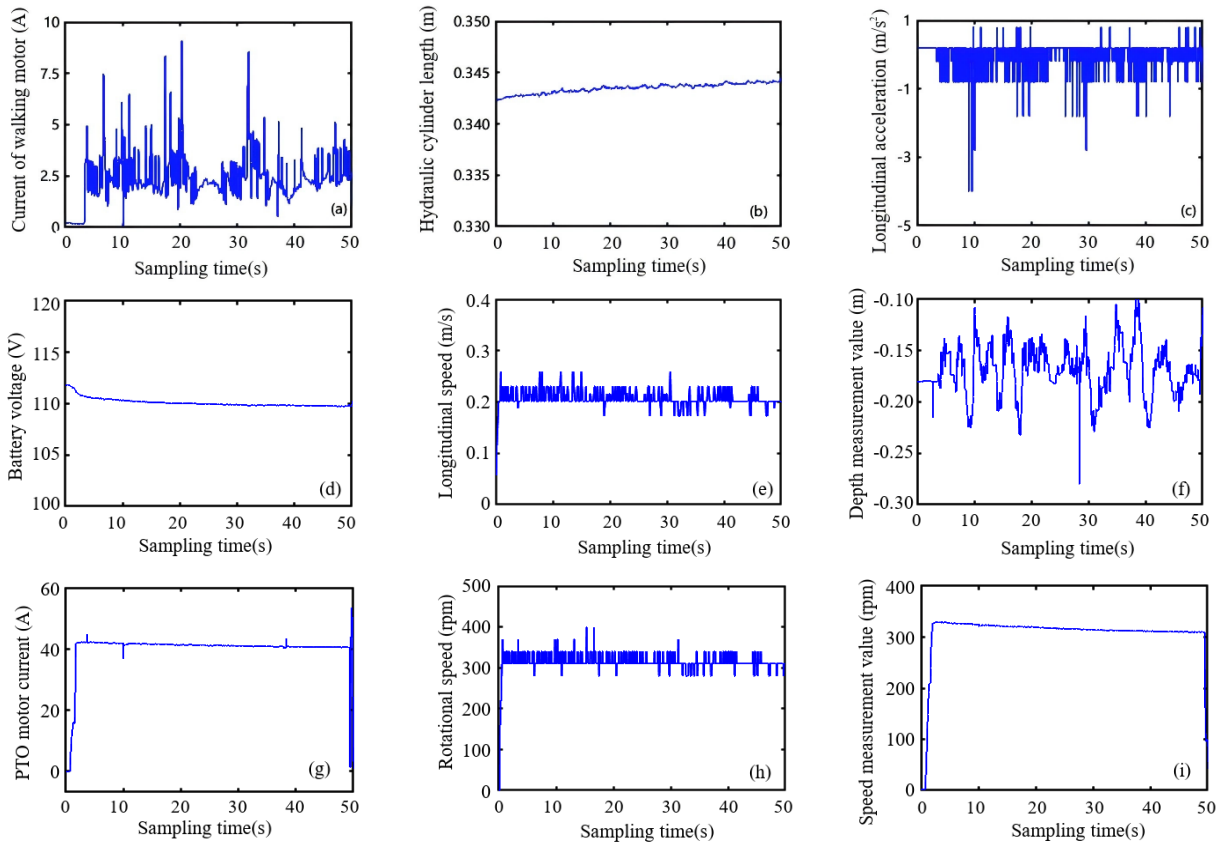 Current of walking motor (A)
10
7.5
5
2.5
0
(a)
0 10 20 30 40 50
Sampling time(s)
Hydraulic cylinder length (m)
0.350
0.345
0.340
0.335
0.330
(b)
0 10 20 30 40 50
Sampling time(s)
Longitudinal acceleration (m/s²)
1
-1
-3
-5
(c)
10 20 30 40 50
Sampling time(s)
Battery voltage (V)
120
115
110
105
100
(d)
0 10 20 30 40 50
Sampling time(s)
Longitudinal speed (m/s)
0.4
0.3
0.2
0.1
0
(e)
0 10 20 30 40 50
Sampling time(s)
Depth measurement value (m)
-0.10
-0.15
-0.20
-0.25
-0.30
(f)
0 10 20 30 40 50
Sampling time(s)
PTO motor current (A)
60
40
20
0
(g)
0 10 20 30 40 50
Sampling time(s)
Rotational speed (rpm)
500
400
300
200
100
0
(h)
0 10 20 30 40 50
Sampling time(s)
Speed measurement value (rpm)
400
300
200
100
0
(i)
0 10 20 30 40 50
Sampling time(s)